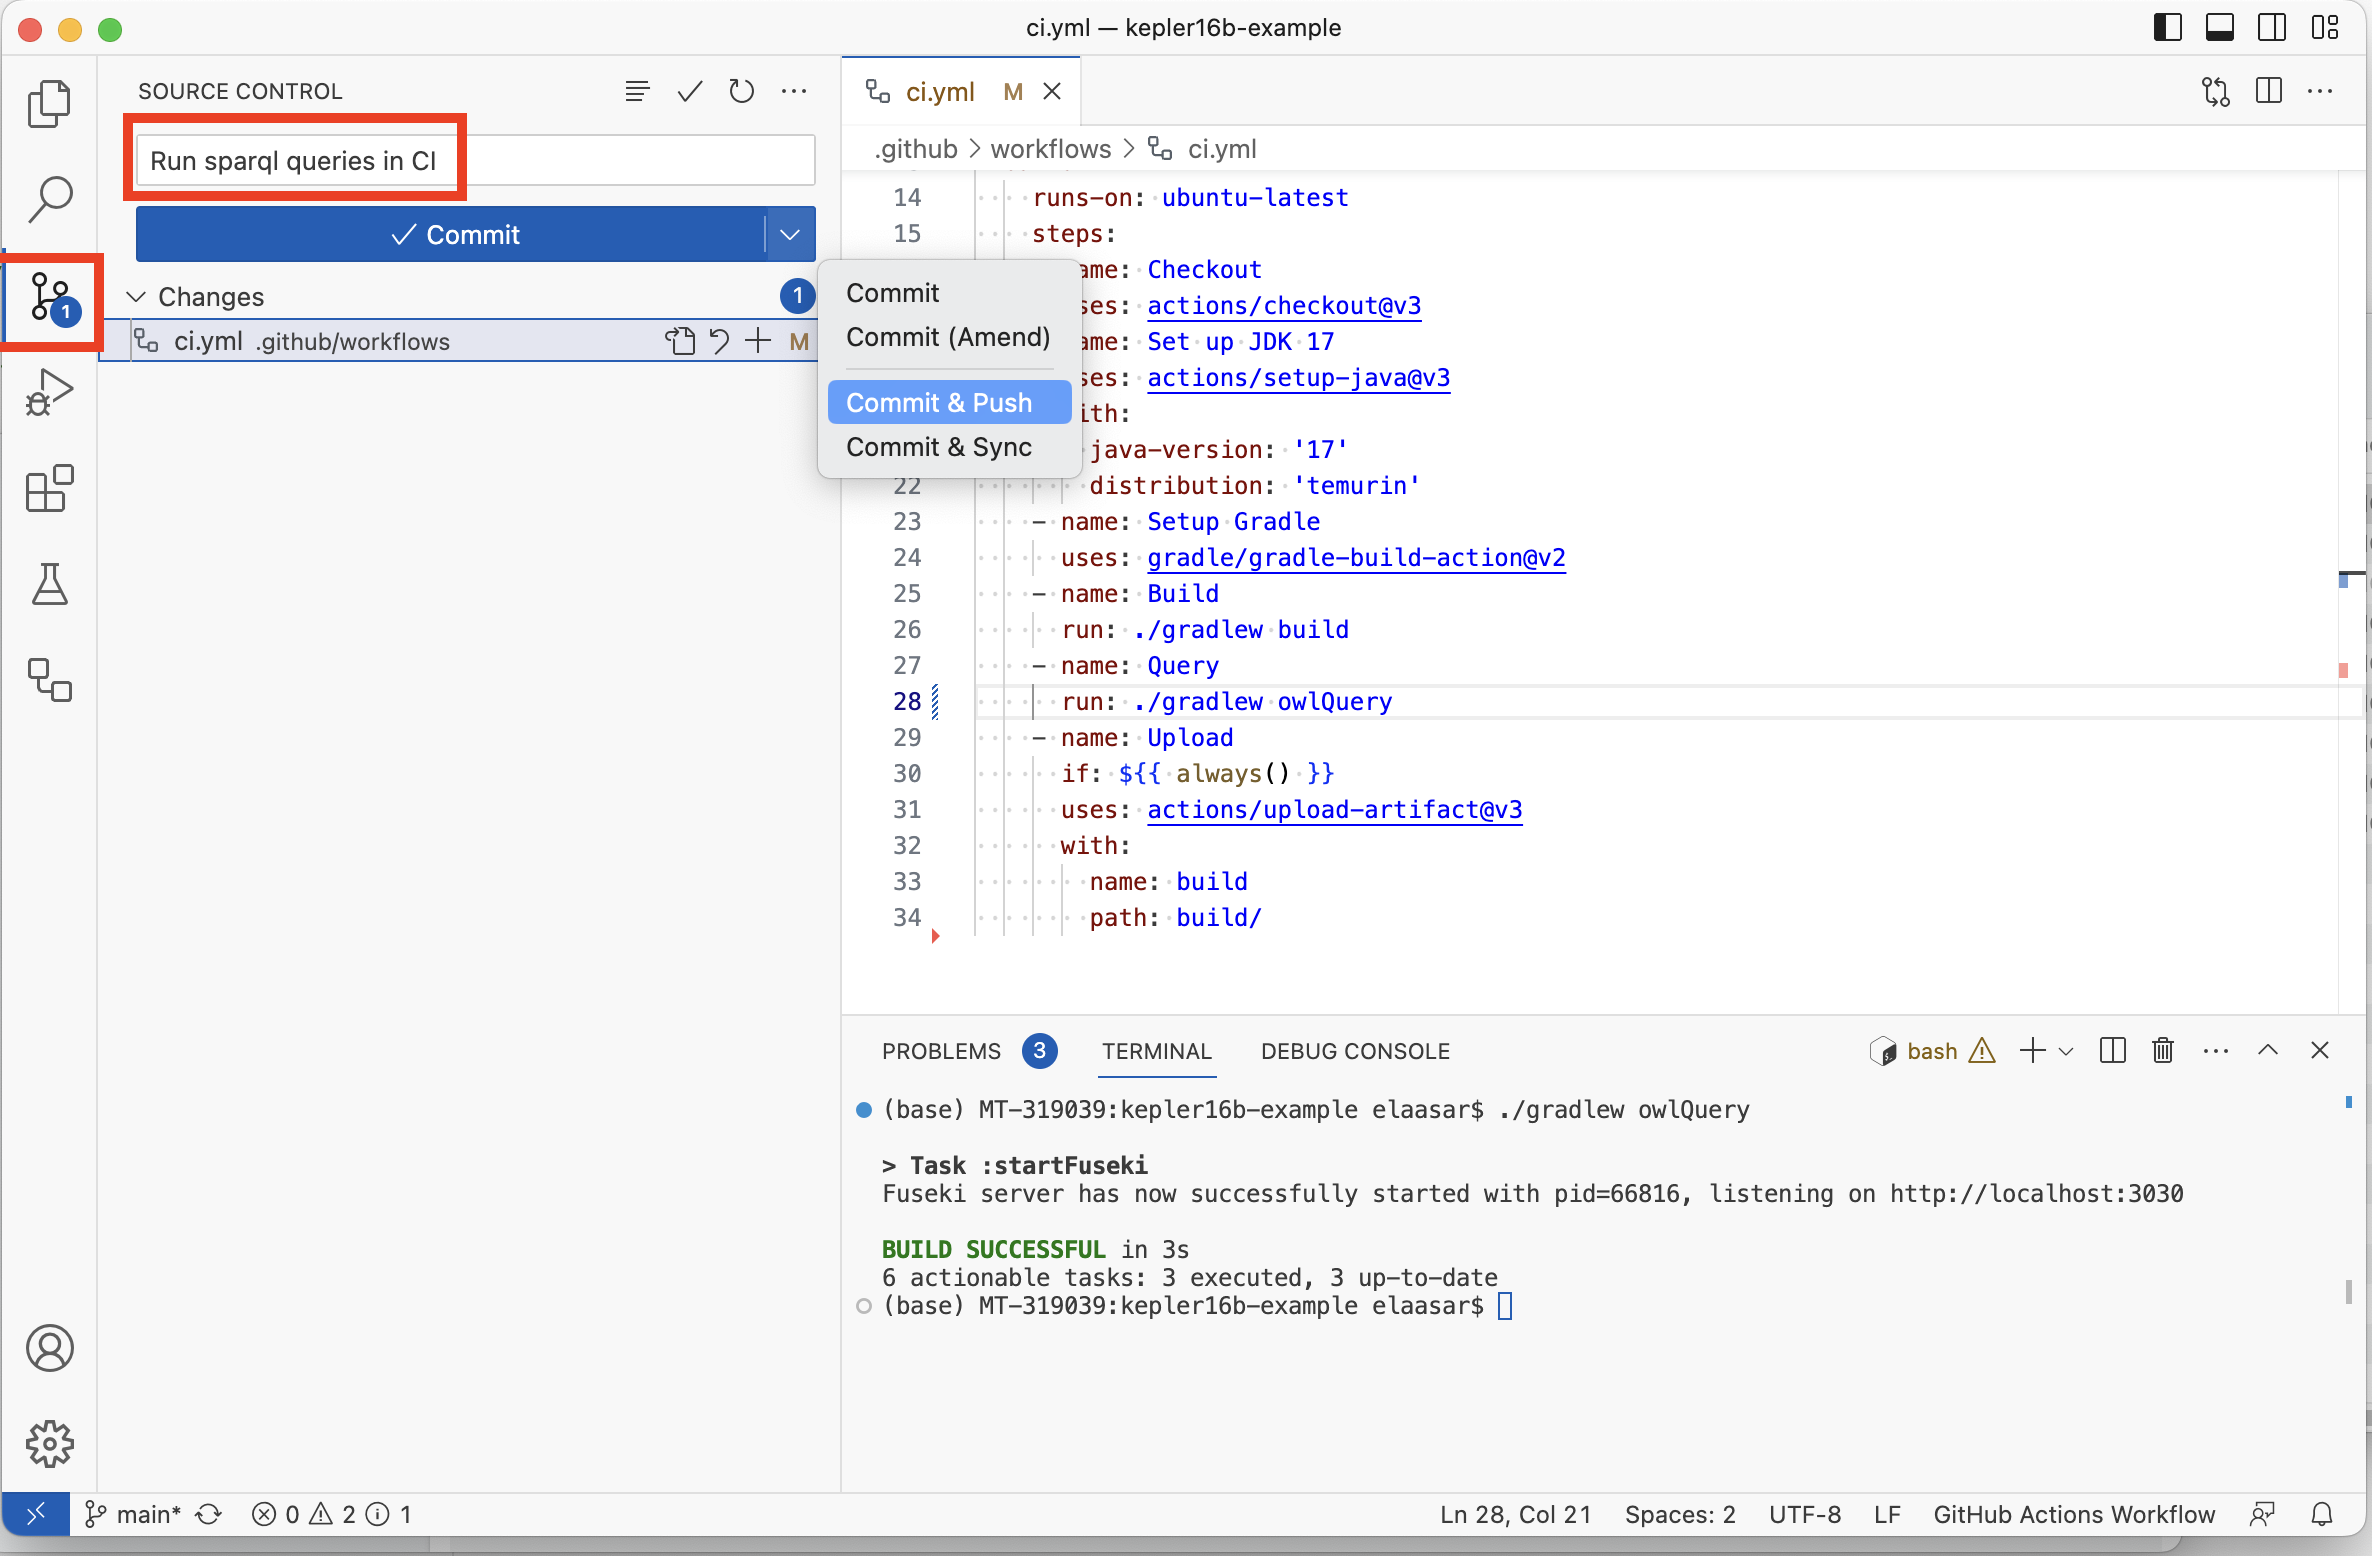 ci.yml — kepler16b-example
SOURCE CONTROL
Run sparql queries in CI
Commit
Changes
1
1
ci.yml .github/workflows
M
Commit
Commit (Amend)
Commit & Push
Commit & Sync
ci.yml M
.github > workflows > ci.yml
14 runs-on: ubuntu-latest
15 steps:
ame: Checkout
ses: actions/checkout@v3
ame: Set up JDK 17
ses: actions/setup-java@v3
ith:
java-version: '17'
22 distribution: 'temurin'
23 - name: Setup Gradle
24 uses: gradle/gradle-build-action@v2
25 - name: Build
26 run: ./gradlew build
27 - name: Query
28 run: ./gradlew owlQuery
29 - name: Upload
30 if: ${{ always() }}
31 uses: actions/upload-artifact@v3
32 with:
33 name: build
34 path: build/
PROBLEMS 3 TERMINAL DEBUG CONSOLE
bash
(base) MT-319039:kepler16b-example elaasar$ ./gradlew owlQuery
> Task :startFuseki
Fuseki server has now successfully started with pid=66816, listening on http://localhost:3030
BUILD SUCCESSFUL in 3s
6 actionable tasks: 3 executed, 3 up-to-date
(base) MT-319039:kepler16b-example elaasar$
main* 0 2 1
Ln 28, Col 21 Spaces: 2 UTF-8 LF GitHub Actions Workflow